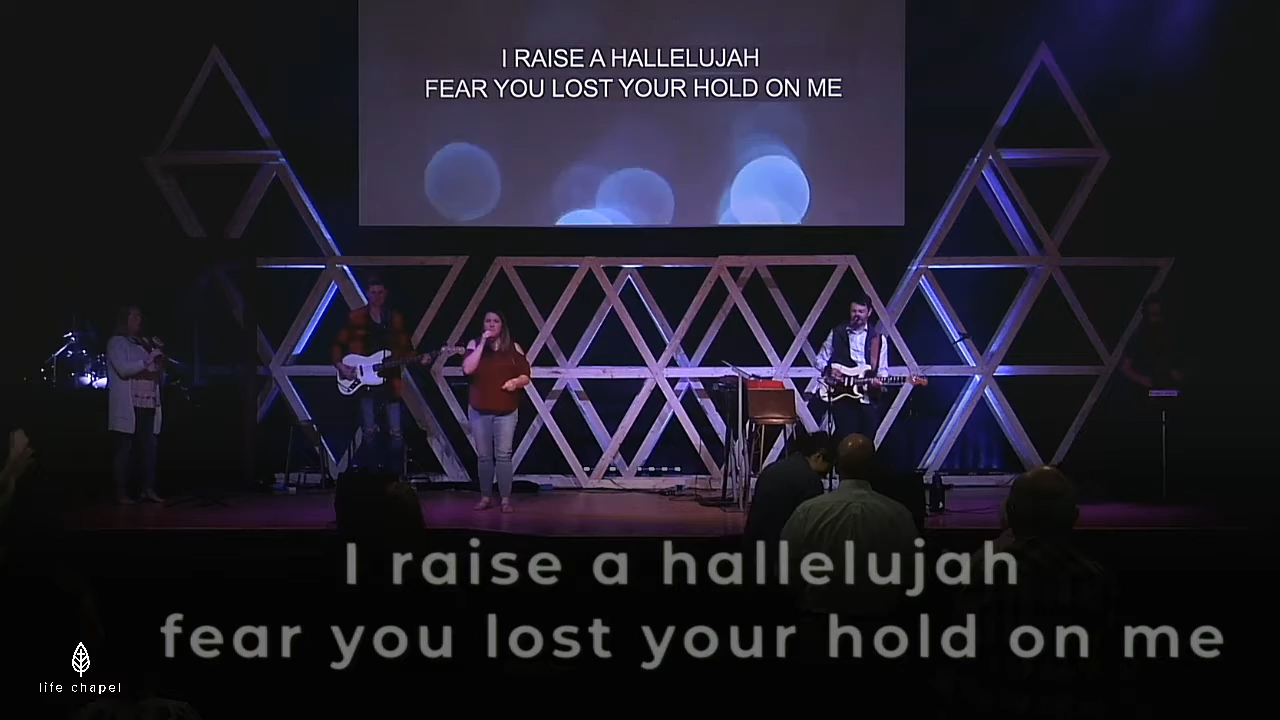 I RAISE A HALLELUJAH
FEAR YOU LOST YOUR HOLD ON ME
I raise a hallelujah
fear you lost your hold on me
life chapel